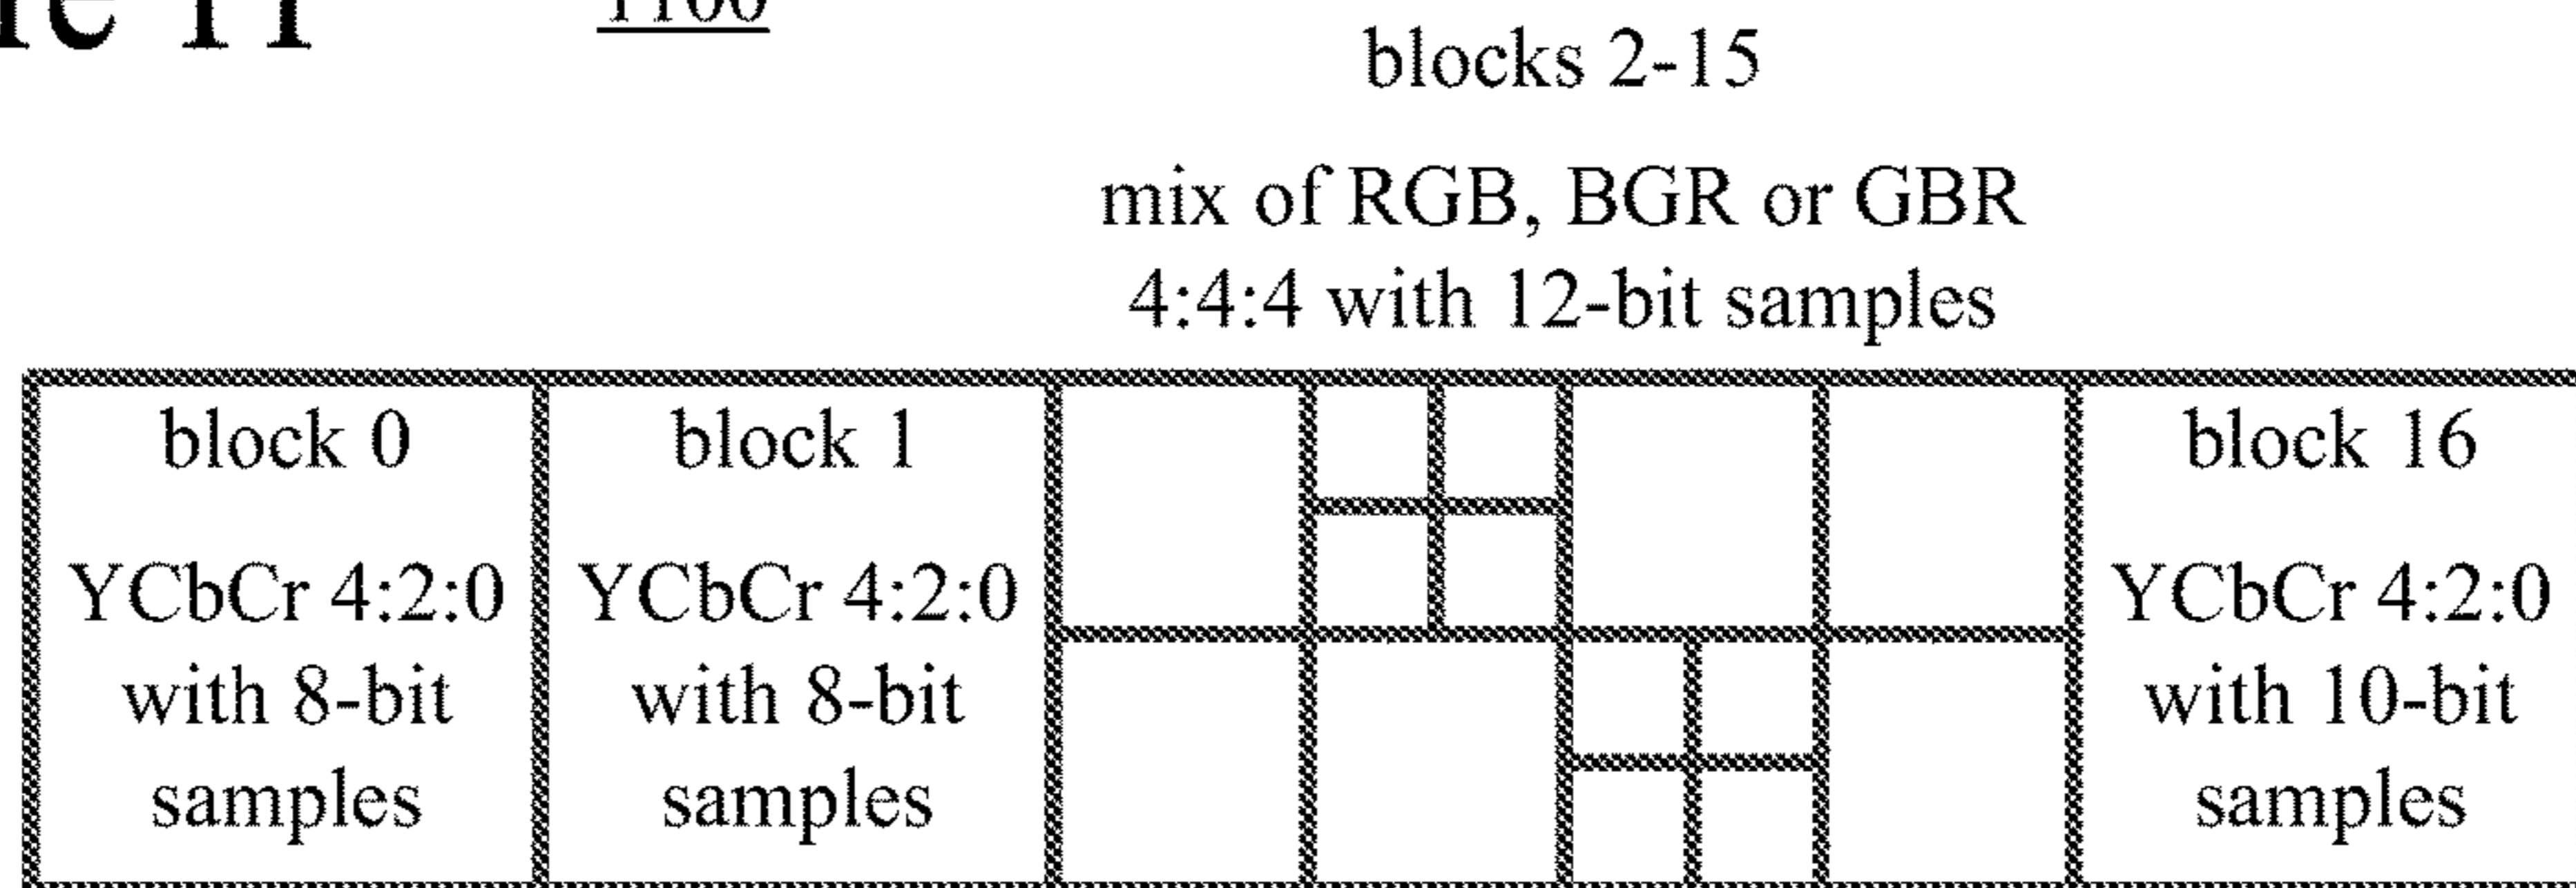 blocks 2-15
mix of RGB, BGR or GBR
4:4:4 with 12-bit samples
block 0
YCbCr 4:2:0
with 8-bit
samples
block 1
YCbCr 4:2:0
with 8-bit
samples
block 16
YCbCr 4:2:0
with 10-bit
samples